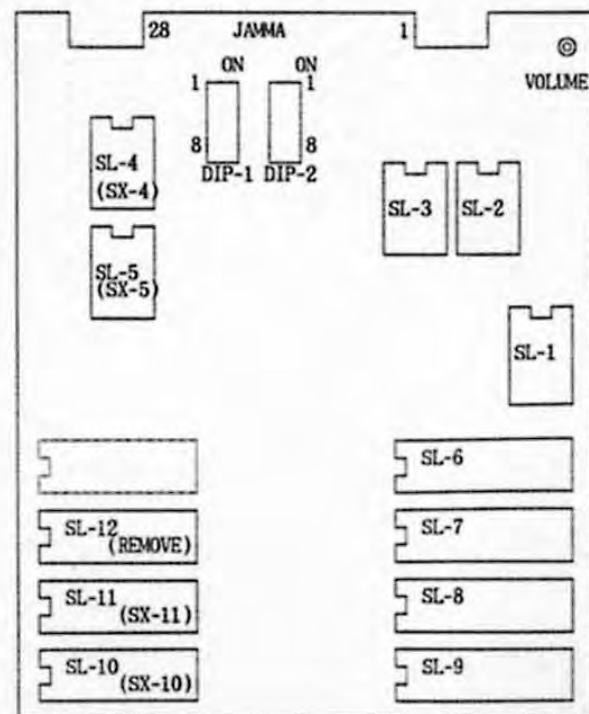 28 JAMMA 1
ON ON
1 1
VOLUME
8 8
DIP-1 DIP-2
SL-4
(SX-4)
SL-3 SL-2
SL-5
(SX-5)
SL-1
SL-6
SL-12
(REMOVE)
SL-7
SL-11
(SX-11)
SL-8
SL-10
(SX-10)
SL-9